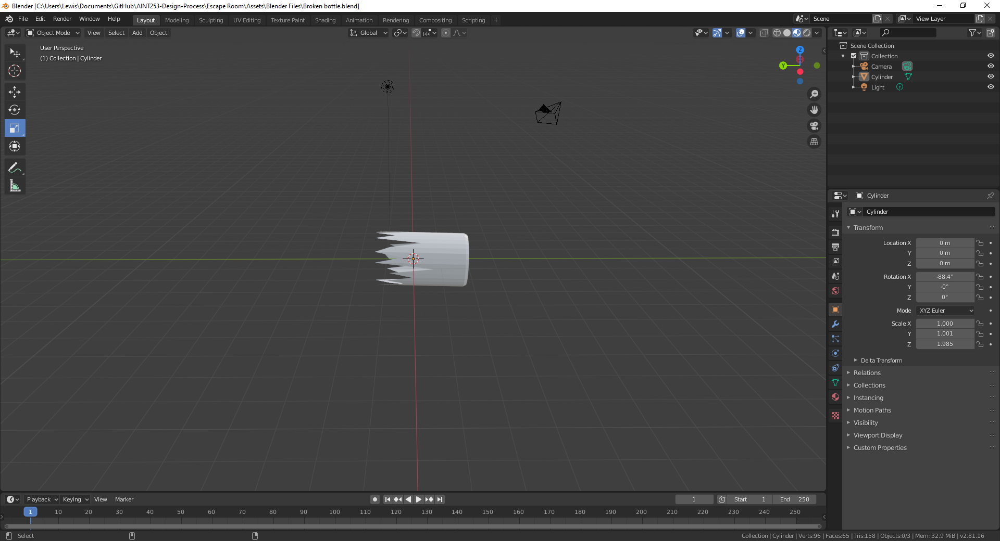 Blender [C:\Users\Lewis\Documents\GitHub\AINT253-Design-Process\Escape Room\Assets\Blender Files\Broken bottle.blend]
File Edit Render Window Help Layout Modeling Sculpting UV Editing Texture Paint Shading Animation Rendering Compositing Scripting + Scene View Layer
Object Mode View Select Add Object Global
User Perspective
(1) Collection | Cylinder
Z
Y
Scene Collection
Collection
Camera
Cylinder
Light
Cylinder
Cylinder
Transform
Location X 0 m
Y 0 m
Z 0 m
Rotation X -88.4°
Y -0°
Z 0°
Mode XYZ Euler
Scale X 1.000
Y 1.001
Z 1.985
Delta Transform
Relations
Collections
Instancing
Motion Paths
Visibility
Viewport Display
Custom Properties
Playback Keying View Marker 1 Start 1 End 250
1 10 20 30 40 50 60 70 80 90 100 110 120 130 140 150 160 170 180 190 200 210 220 230 240 250
Select
Collection | Cylinder | Verts:96 | Faces:65 | Tris:158 | Objects:0/3 | Mem: 32.9 MiB | v2.81.16